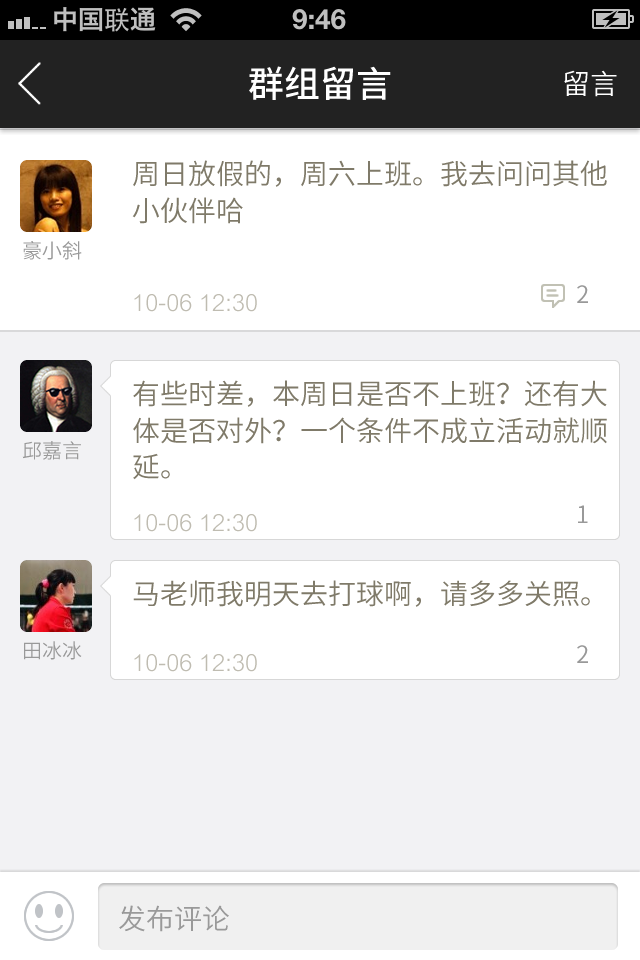 中国联通 9:46
群组留言 留言
周日放假的，周六上班。我去问问其他
小伙伴哈
豪小斜
10-06 12:30 2
有些时差，本周日是否不上班？还有大
体是否对外？一个条件不成立活动就顺
延。
邱嘉言
10-06 12:30 1
马老师我明天去打球啊，请多多关照。
田冰冰
10-06 12:30 2
发布评论